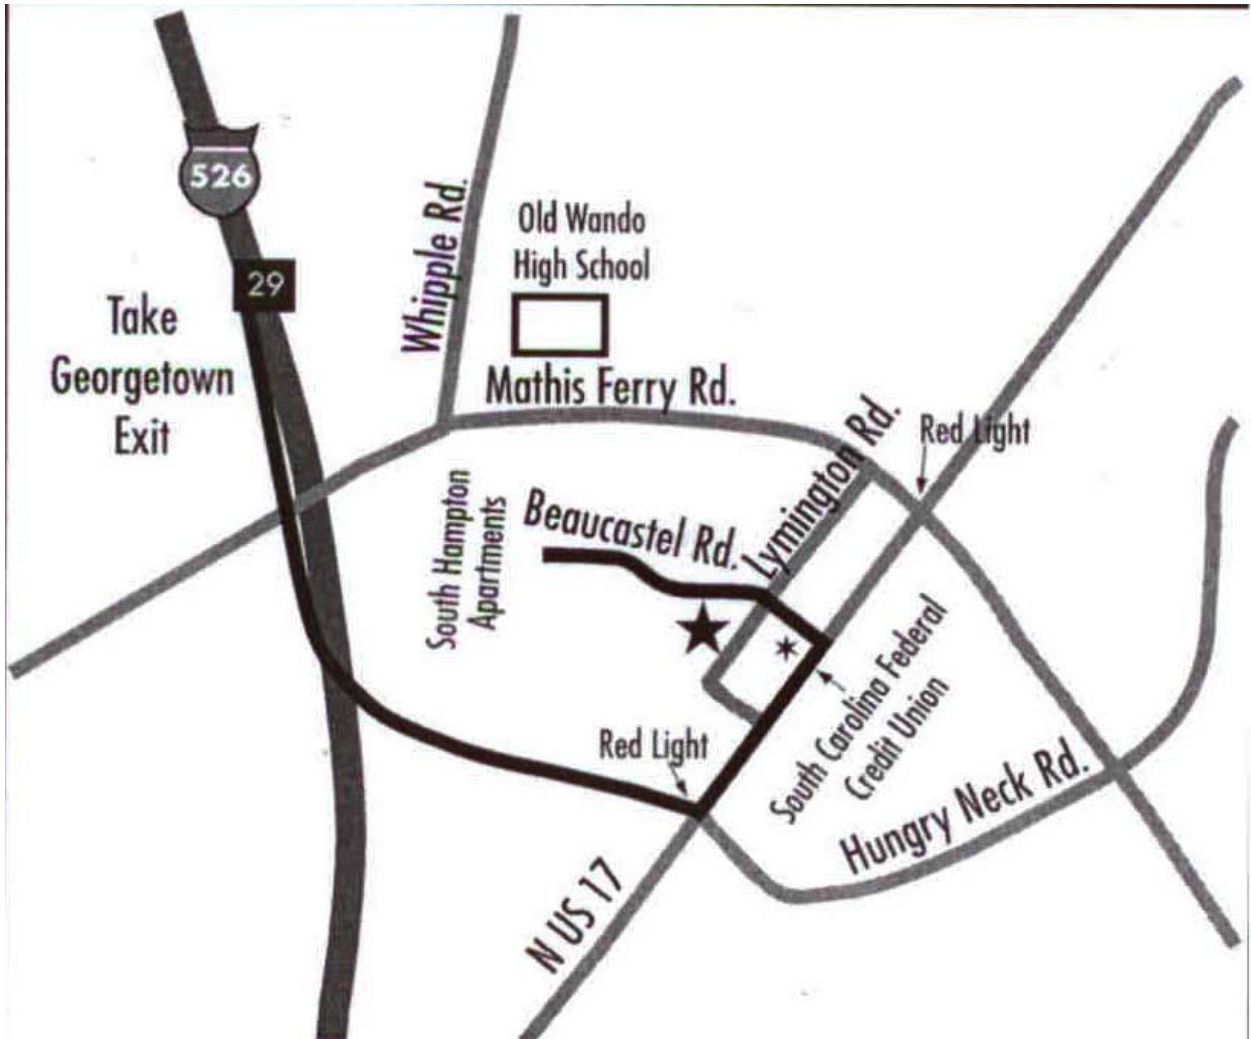 526
29
Take
Georgetown
Exit
Whipple Rd.
Old Wando
High School
Mathis Ferry Rd.
Lymington Rd.
Red Light
South Hampton
Apartments
Beaucastel Rd.
South Carolina Federal
Credit Union
Red Light
Hungry Neck Rd.
N US 17